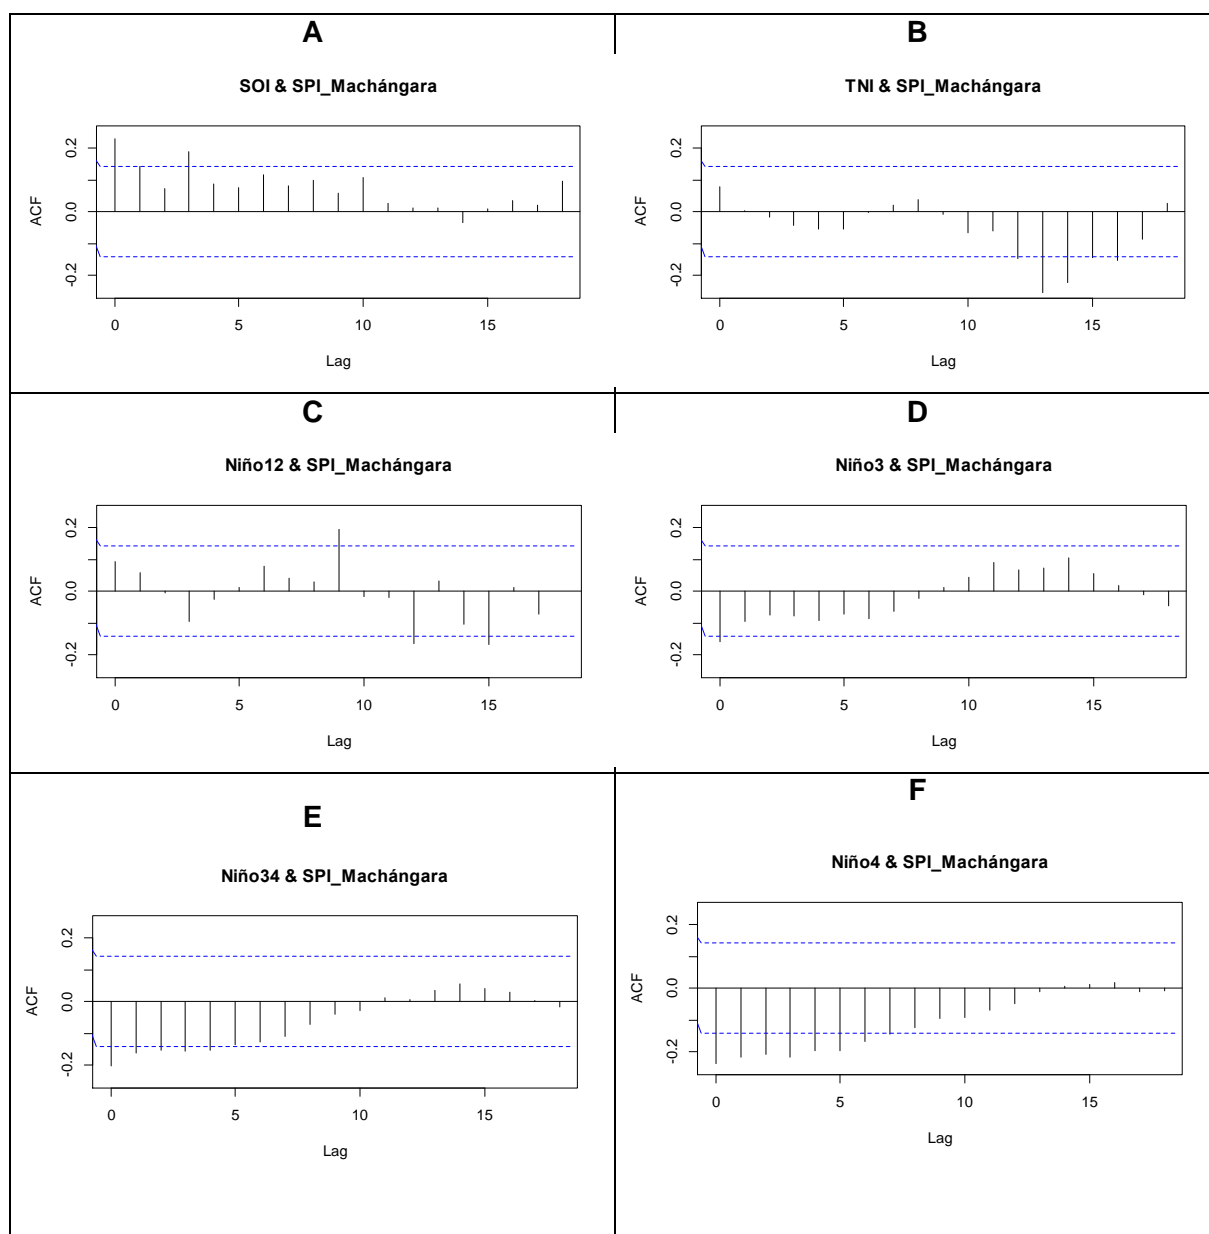 A
SOI & SPI_Machángara
ACF
0.2
0.0
-0.2
0 5 10 15
Lag
B
TNI & SPI_Machángara
ACF
0.2
0.0
-0.2
0 5 10 15
Lag
C
Niño12 & SPI_Machángara
ACF
0.2
0.0
-0.2
0 5 10 15
Lag
D
Niño3 & SPI_Machángara
ACF
0.2
0.0
-0.2
0 5 10 15
Lag
E
Niño34 & SPI_Machángara
ACF
0.2
0.0
-0.2
0 5 10 15
Lag
F
Niño4 & SPI_Machángara
ACF
0.2
0.0
-0.2
0 5 10 15
Lag